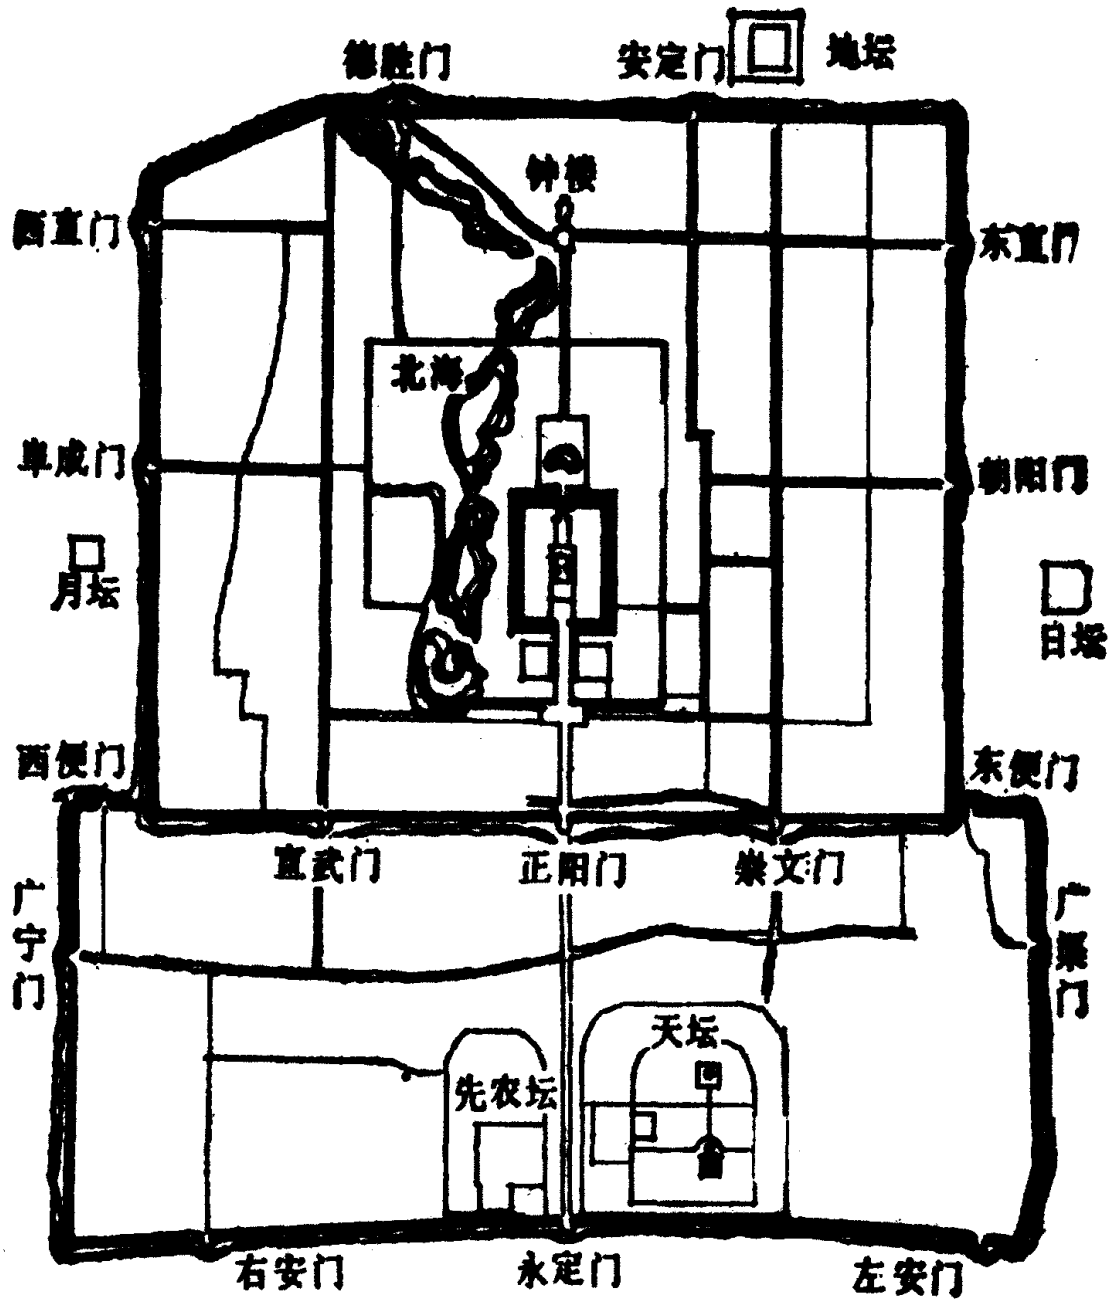 德胜门
安定门
地坛
钟楼
西直门
东直门
北海
阜成门
朝阳门
月坛
日坛
西便门
东便门
直武门
正阳门
崇文门
广宁门
广渠门
天坛
先农坛
右安门
永定门
左安门